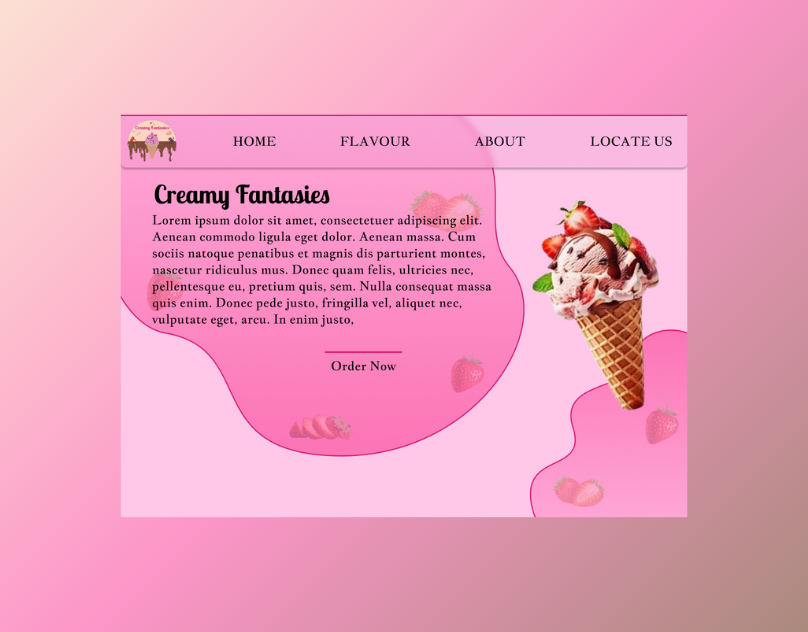 Creamy Fantasies
HOME FLAVOUR ABOUT LOCATE US
Creamy Fantasies
Lorem ipsum dolor sit amet, consectetuer adipiscing elit.
Aenean commodo ligula eget dolor. Aenean massa. Cum
sociis natoque penatibus et magnis dis parturient montes,
nascetur ridiculus mus. Donec quam felis, ultricies nec,
pellentesque eu, pretium quis, sem. Nulla consequat massa
quis enim. Donec pede justo, fringilla vel, aliquet nec,
vulputate eget, arcu. In enim justo,
Order Now